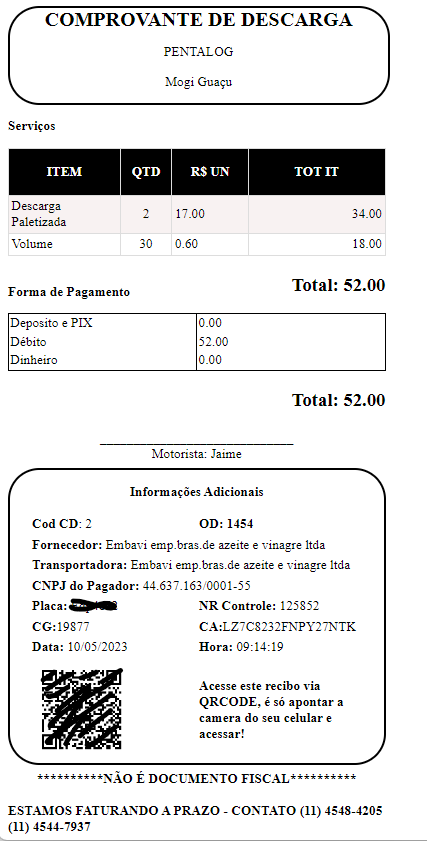 COMPROVANTE DE DESCARGA
PENTALOG
Mogi Guaçu
Serviços
ITEM QTD R$ UN TOT IT
Descarga
Paletizada 2 17.00 34.00
Volume 30 0.60 18.00
Total: 52.00
Forma de Pagamento
Deposito e PIX 0.00
Débito 52.00
Dinheiro 0.00
Total: 52.00
Motorista: Jaime
Informações Adicionais
Cod CD: 2 OD: 1454
Fornecedor: Embavi emp.bras.de azeite e vinagre ltda
Transportadora: Embavi emp.bras.de azeite e vinagre ltda
CNPJ do Pagador: 44.637.163/0001-55
Placa: NR Controle: 125852
CG:19877 CA:LZ7C8232FNPY27NTK
Data: 10/05/2023 Hora: 09:14:19
Acesse este recibo via
QRCODE, é só apontar a
camera do seu celular e
acessar!
**********NÃO É DOCUMENTO FISCAL**********
ESTAMOS FATURANDO A PRAZO - CONTATO (11) 4548-4205
(11) 4544-7937